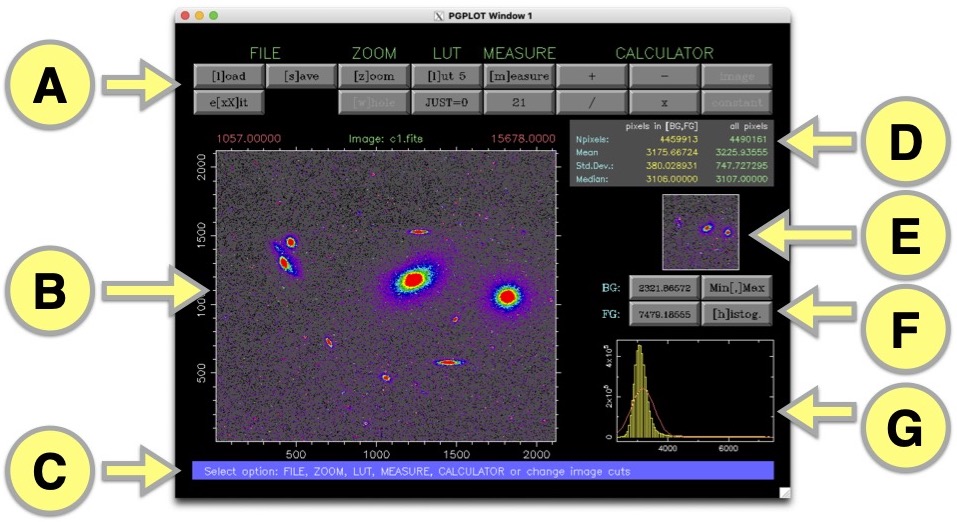 PGPLOT Window 1
FILE ZOOM LUT MEASURE CALCULATOR
[l]oad [s]ave [z]oom [l]ut 5 [m]easure + - image
e[xX]it [w]hole JUST=0 21 / x constant
A
1057.00000 Image: c1.fits 15678.0000
pixels in [BG,FG] all pixels
Npixels: 4459913 4490161
Mean 3175.66724 3225.93555
Std.Dev.: 380.028931 747.727295
Median: 3106.00000 3107.00000
D
2000
1500
1000
500
500 1000 1500 2000
B
E
BG: 2321.86572 Min[,]Max
FG: 7479.18555 [h]istog.
F
4×10⁵
2×10⁵
0
4000 6000
G
C
Select option: FILE, ZOOM, LUT, MEASURE, CALCULATOR or change image cuts